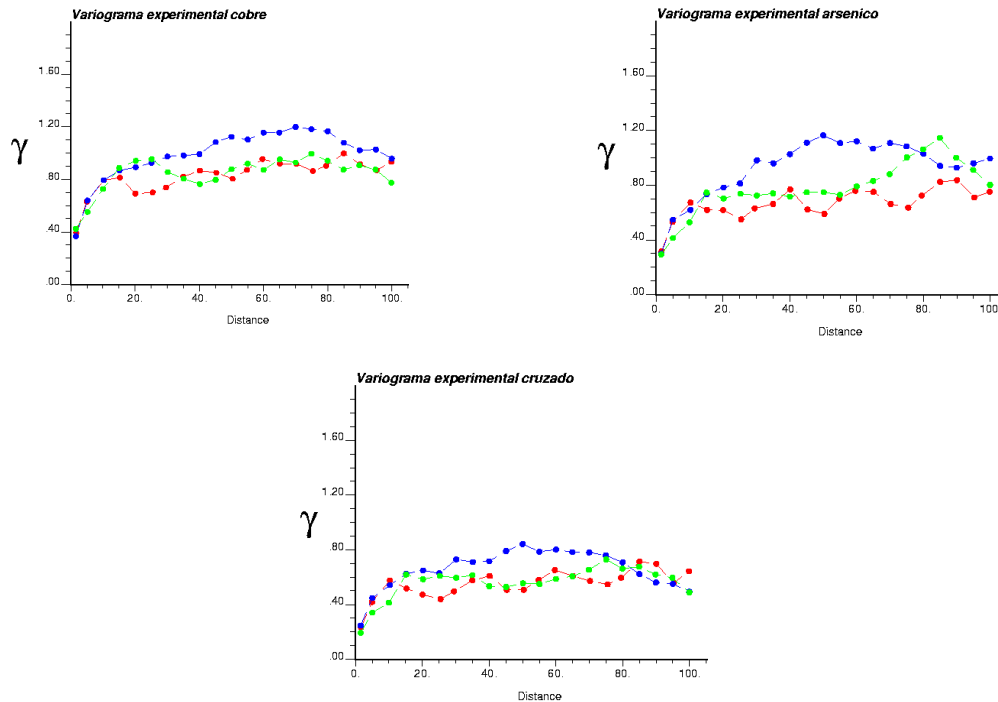 Variograma experimental cobre
1.60
1.20
γ
.80
.40
.00
0. 20. 40. 60. 80. 100.
Distance
Variograma experimental arsenico
1.60
1.20
γ
.80
.40
.00
0. 20. 40. 60. 80. 100
Distance
Variograma experimental cruzado
1.60
1.20
γ
.80
.40
.00
0. 20. 40. 60. 80. 100.
Distance